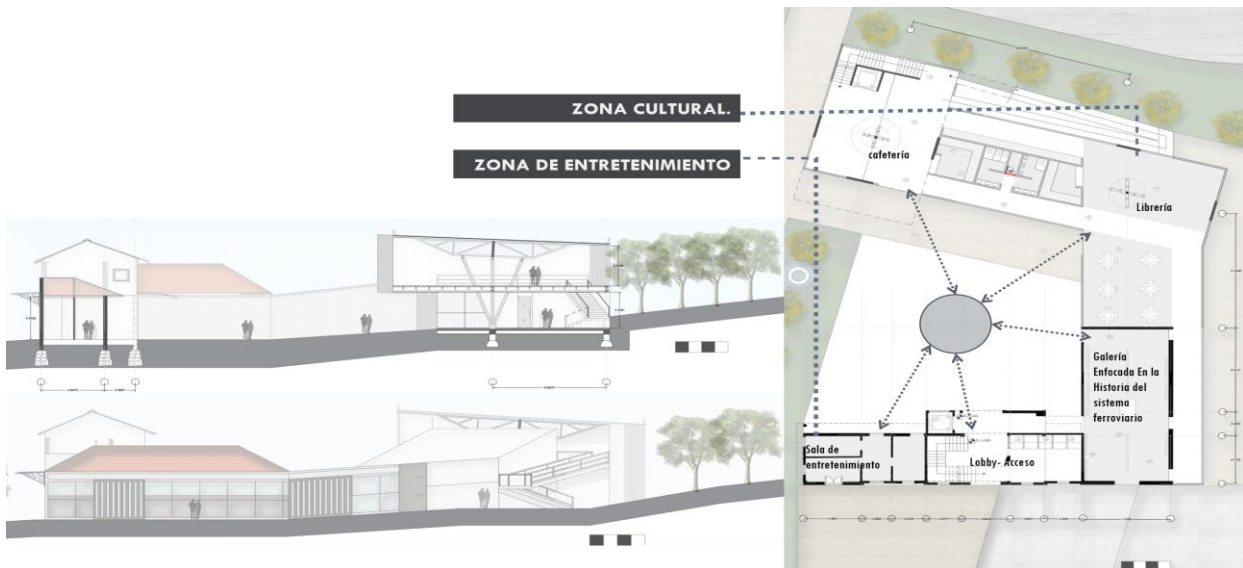 ZONA CULTURAL.
ZONA DE ENTRETENIMIENTO
cafetería
Librería
Galería
Enfocada En la
Historia del
sistema
ferroviario
Sala de
entretenimiento
Lobby- Acceso